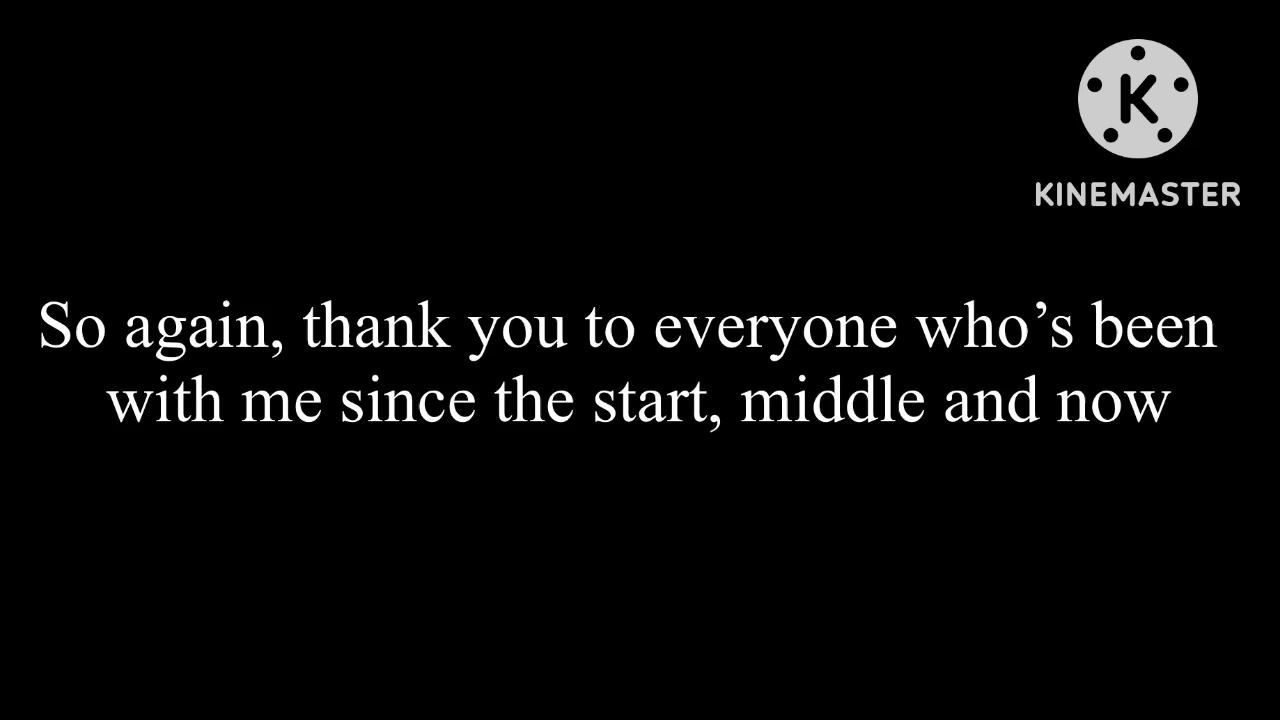 K
KINEMASTER
So again, thank you to everyone who’s been
with me since the start, middle and now